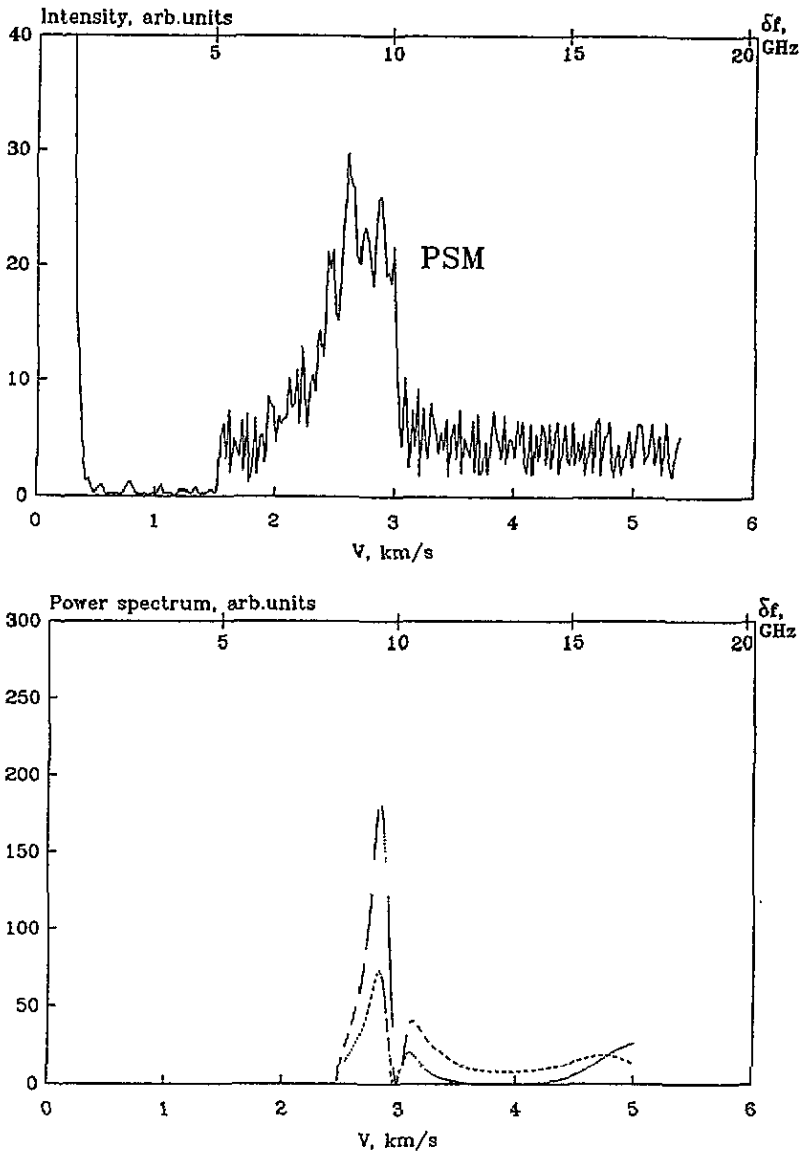 Intensity, arb.units
δf,
GHz
5 10 15 20
40
30
20
10
0
PSM
0 1 2 3 4 5 6
V, km/s
Power spectrum, arb.units
δf,
GHz
5 10 15 20
300
250
200
150
100
50
0
0 1 2 3 4 5 6
V, km/s